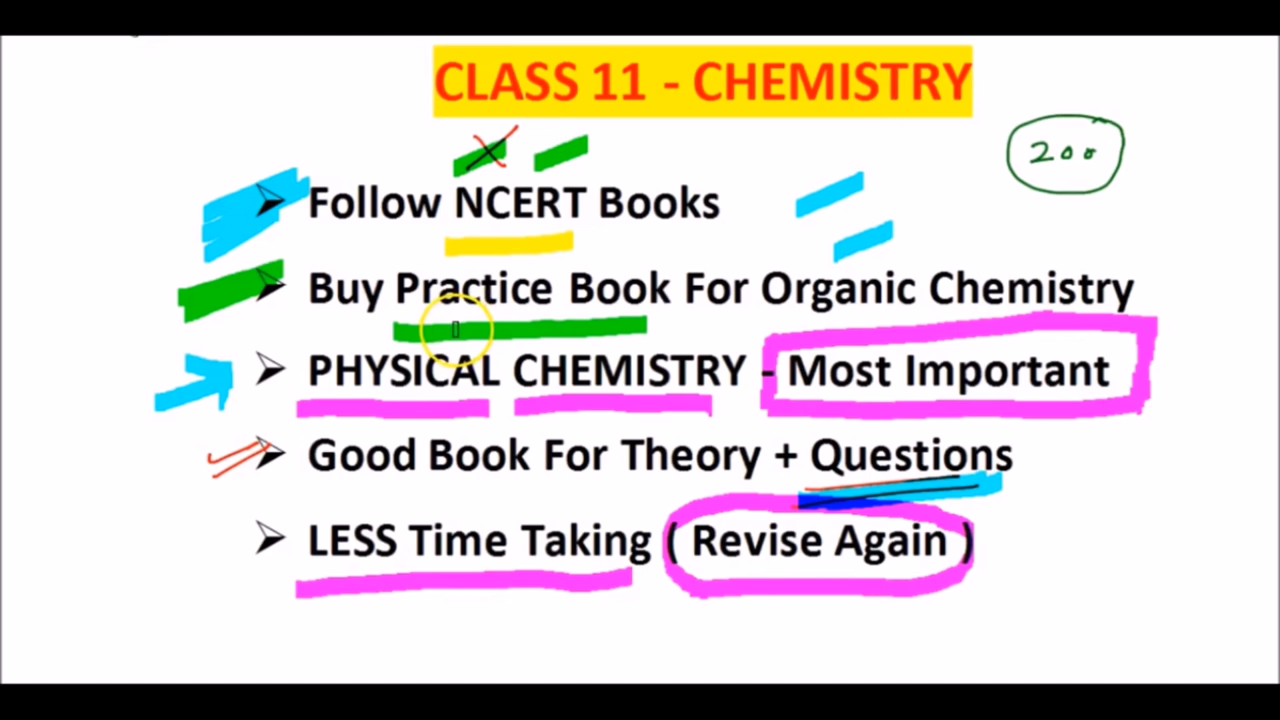 CLASS 11 - CHEMISTRY
200
Follow NCERT Books
Buy Practice Book For Organic Chemistry
PHYSICAL CHEMISTRY - Most Important
Good Book For Theory + Questions
LESS Time Taking ( Revise Again )